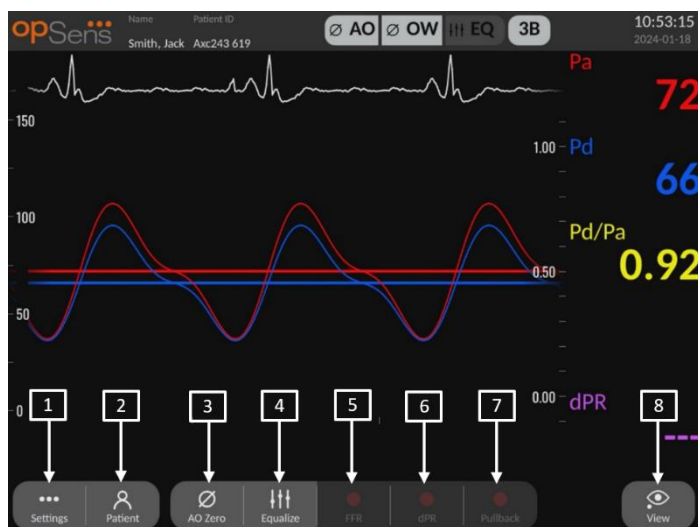 opSens
Name Patient ID
Smith, Jack Axc243 619
Ø AO Ø OW EQ 3B
10:53:15
2024-01-18
Pa
72
150
1.00
Pd
66
100
Pd/Pa
0.92
0.50
50
0
0.00
dPR
---
1 2 3 4 5 6 7 8
Settings Patient AO Zero Equalize FFR dPR Pullback View